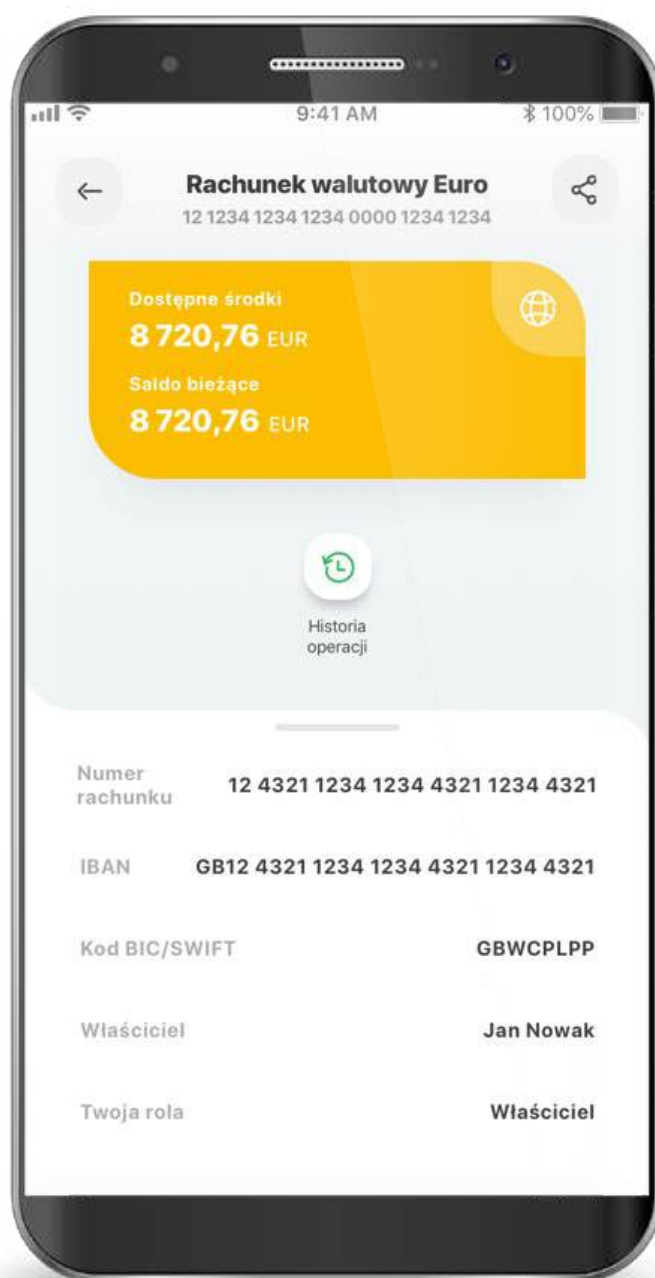 9:41 AM
100%
Rachunek walutowy Euro
12 1234 1234 1234 0000 1234 1234
Dostępne środki
8 720,76 EUR
Saldo bieżące
8 720,76 EUR
Historia
operacji
Numer
rachunku
12 4321 1234 1234 4321 1234 4321
IBAN
GB12 4321 1234 1234 4321 1234 4321
Kod BIC/SWIFT
GBWCPLPP
Właściciel
Jan Nowak
Twoja rola
Właściciel